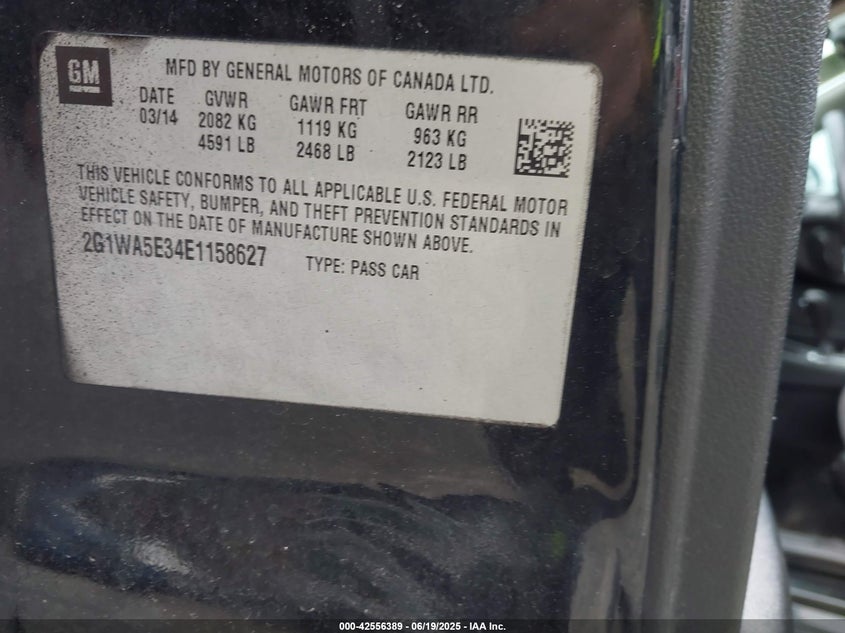 GM
MFD BY GENERAL MOTORS OF CANADA LTD.
DATE GVWR GAWR FRT GAWR RR
03/14 2082 KG 1119 KG 963 KG
4591 LB 2468 LB 2123 LB
THIS VEHICLE CONFORMS TO ALL APPLICABLE U.S. FEDERAL MOTOR
VEHICLE SAFETY, BUMPER, AND THEFT PREVENTION STANDARDS IN
EFFECT ON THE DATE OF MANUFACTURE SHOWN ABOVE.
2G1WA5E34E1158627 TYPE: PASS CAR
000-42556389 - 06/19/2025 - IAA Inc.